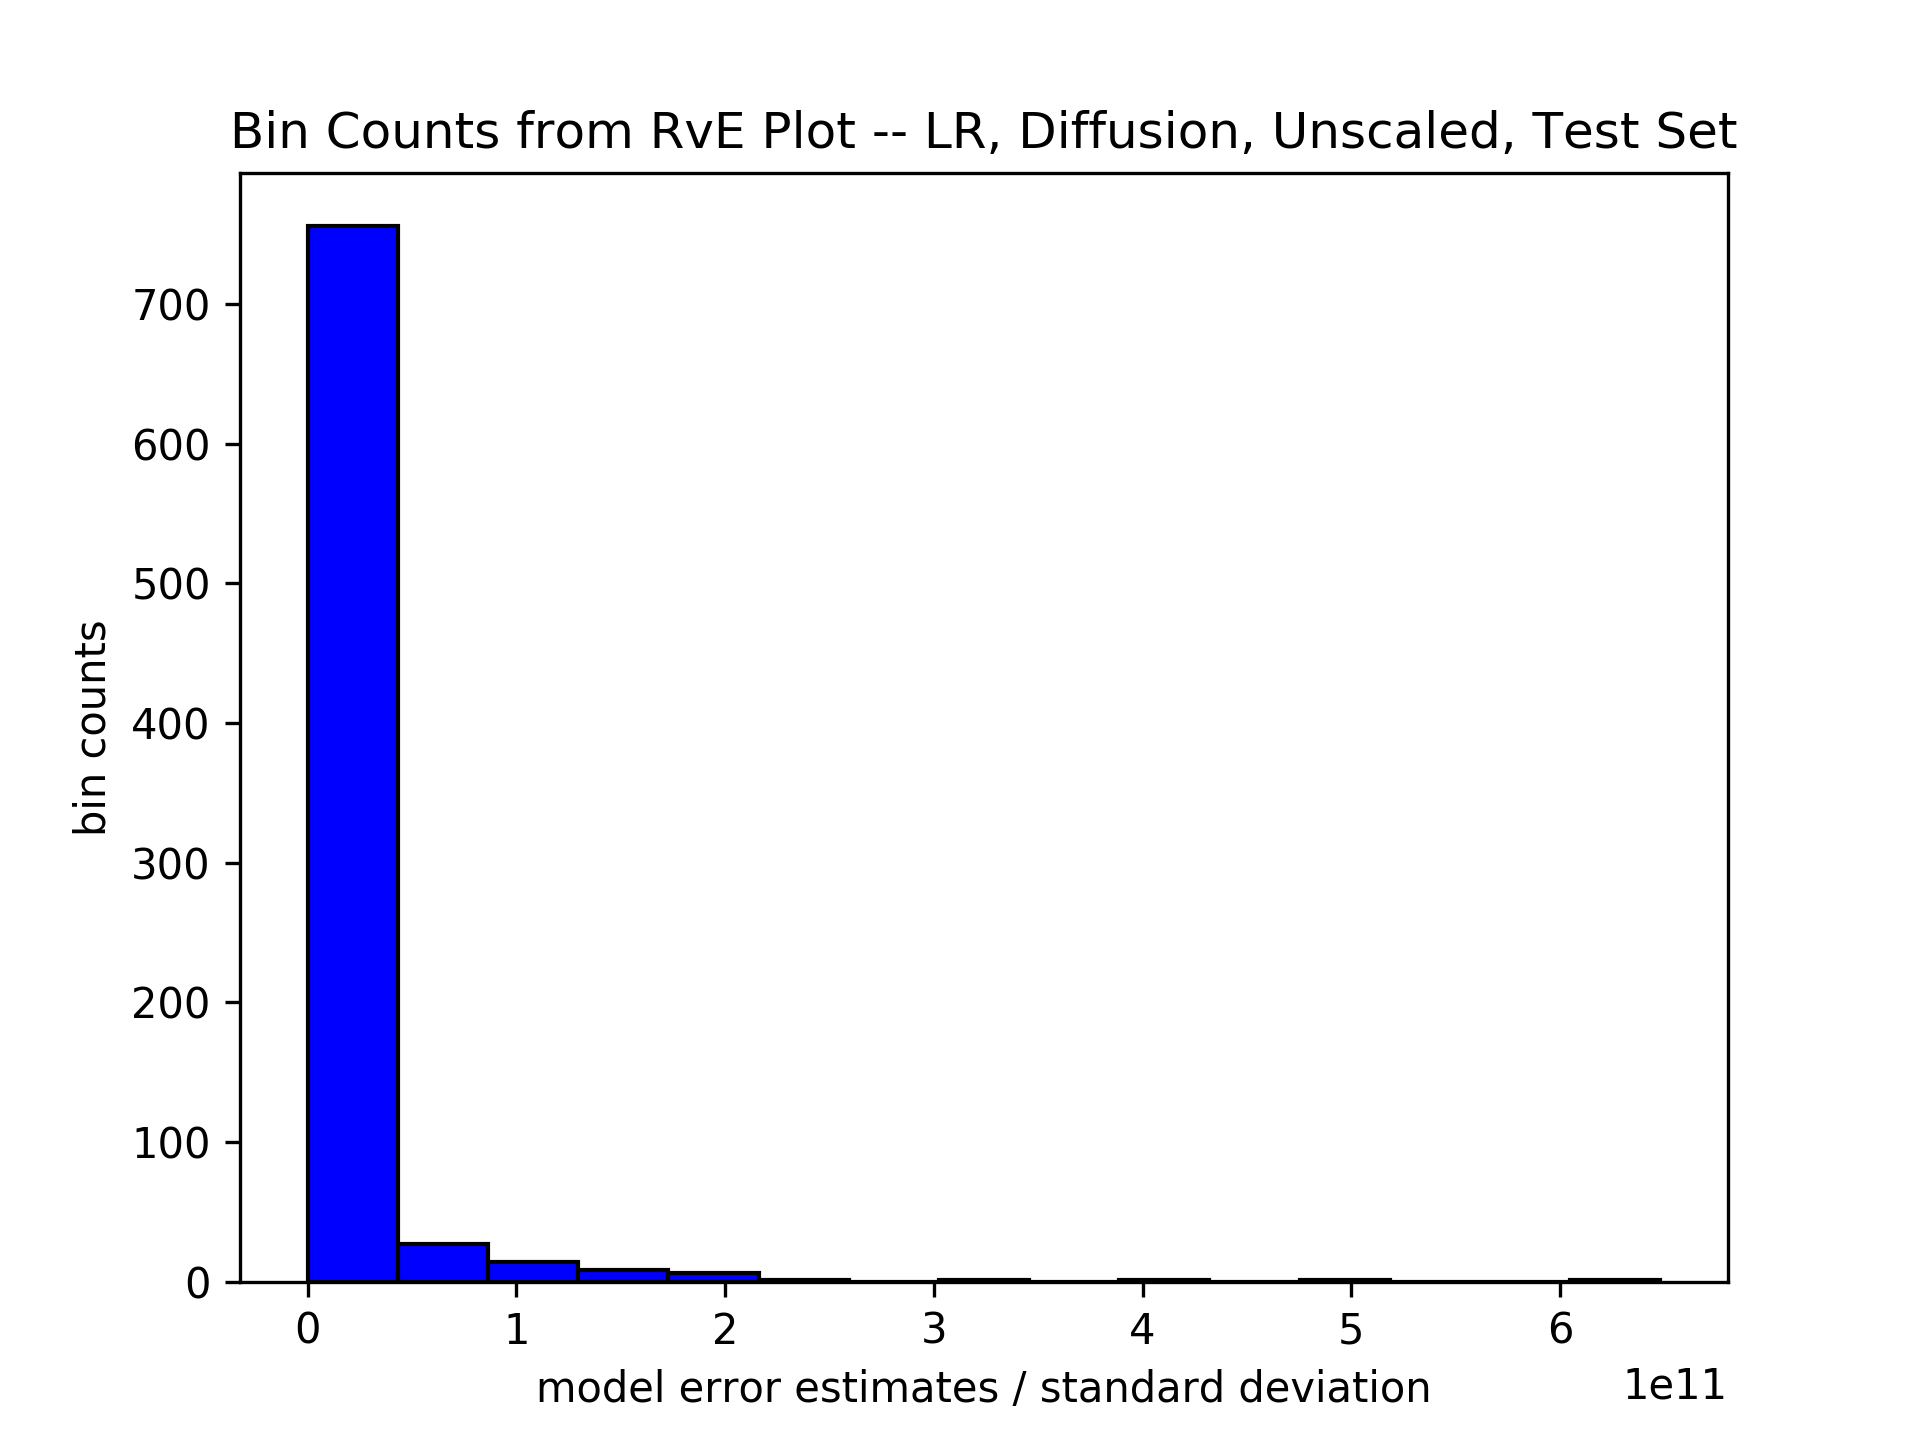 Bin Counts from RvE Plot -- LR, Diffusion, Unscaled, Test Set
bin counts
700
600
500
400
300
200
100
0
0 1 2 3 4 5 6
model error estimates / standard deviation
1e11